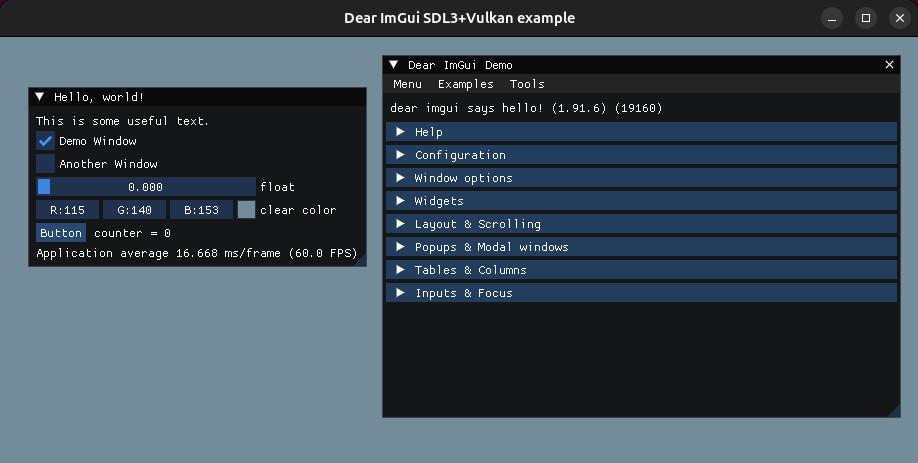 Dear ImGui SDL3+Vulkan example
Hello, world!
This is some useful text.
Demo Window
Another Window
0.000 float
R:115 G:140 B:153 clear color
Button counter = 0
Application average 16.668 ms/frame (60.0 FPS)
Dear ImGui Demo
Menu Examples Tools
dear imgui says hello! (1.91.6) (19160)
Help
Configuration
Window options
Widgets
Layout & Scrolling
Popups & Modal windows
Tables & Columns
Inputs & Focus